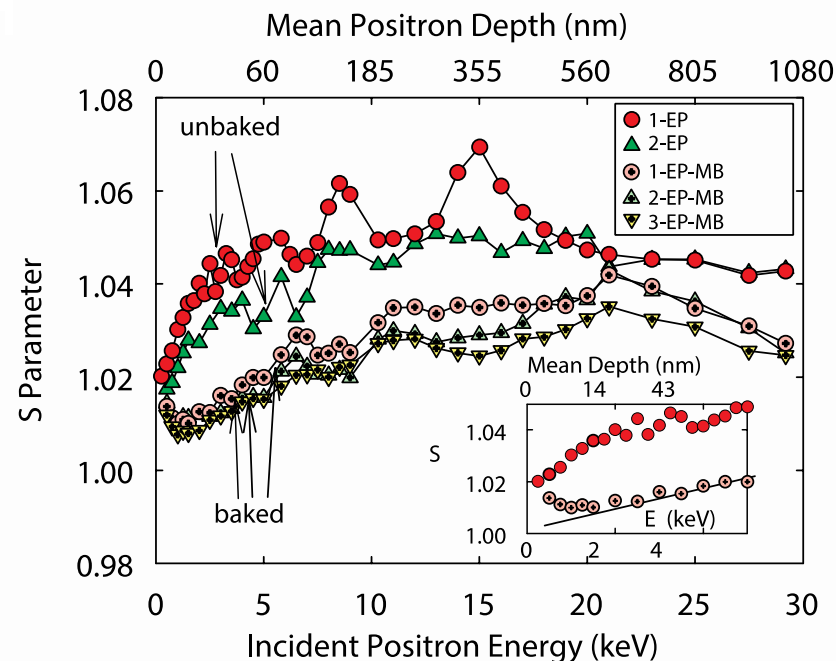 Mean Positron Depth (nm)
0 60 185 355 560 805 1080
1.08
1.06
1.04
1.02
1.00
0.98
S Parameter
unbaked
baked
1-EP
2-EP
1-EP-MB
2-EP-MB
3-EP-MB
Mean Depth (nm)
0 14 43
1.04
1.02
1.00
S
E (keV)
0 2 4
0 5 10 15 20 25 30
Incident Positron Energy (keV)